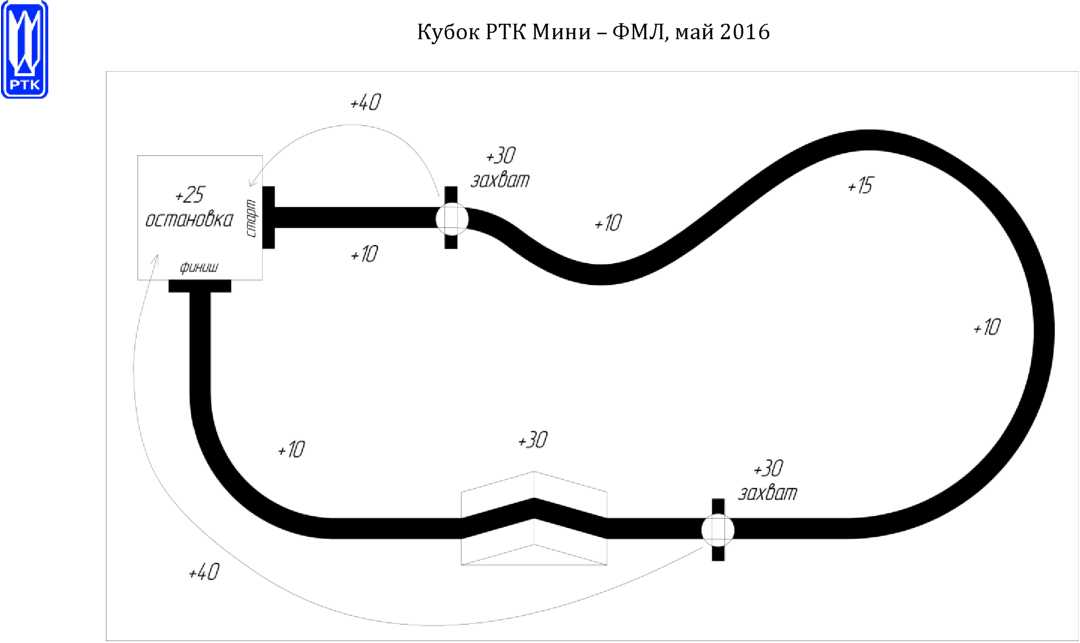 Кубок РТК Мини – ФМЛ, май 2016
РТК
+40
+30
захват
+15
+25
остановка
старт
+10
+10
финиш
+10
+10
+30
+30
захват
+40